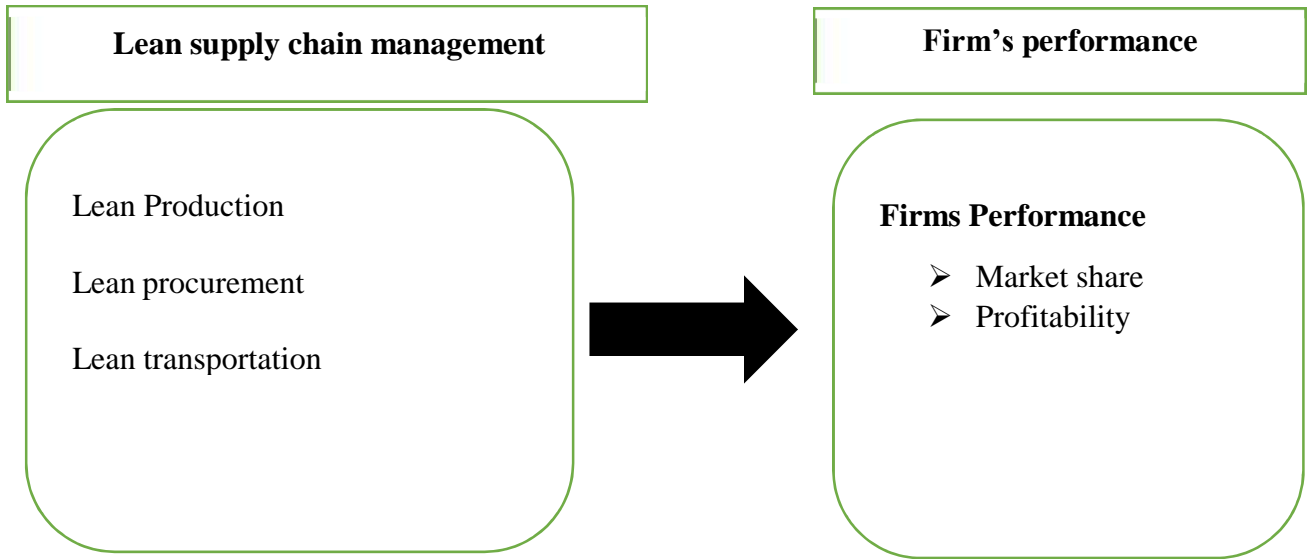 Lean supply chain management
Firm’s performance
Lean Production
Lean procurement
Lean transportation
Firms Performance
➢ Market share
➢ Profitability